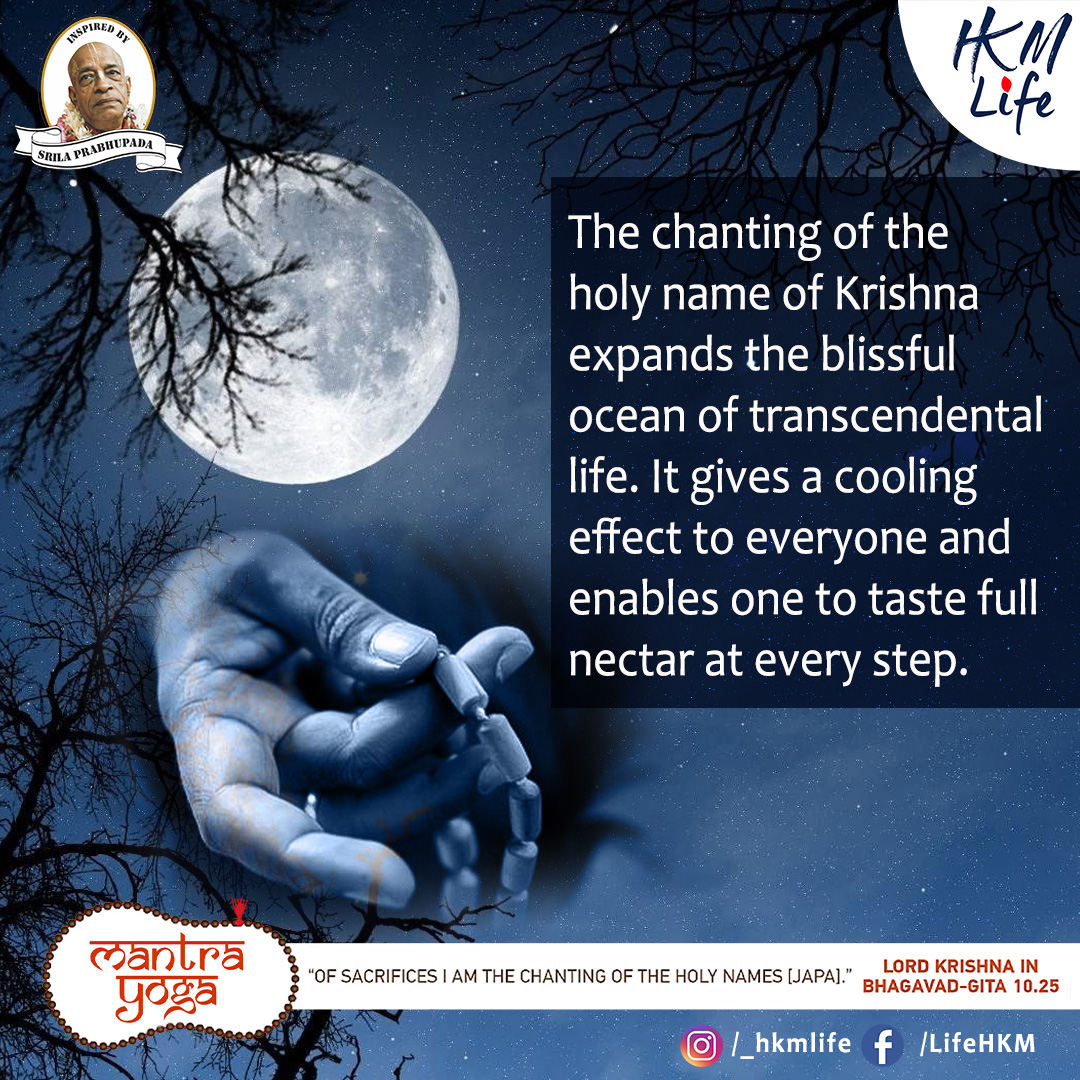 INSPIRED BY
SRILA PRABHUPADA
HKM
Life
The chanting of the
holy name of Krishna
expands the blissful
ocean of transcendental
life. It gives a cooling
effect to everyone and
enables one to taste full
nectar at every step.
mantra
yoga
“OF SACRIFICES I AM THE CHANTING OF THE HOLY NAMES [JAPA].”
LORD KRISHNA IN
BHAGAVAD-GITA 10.25
/_hkmlife
/LifeHKM